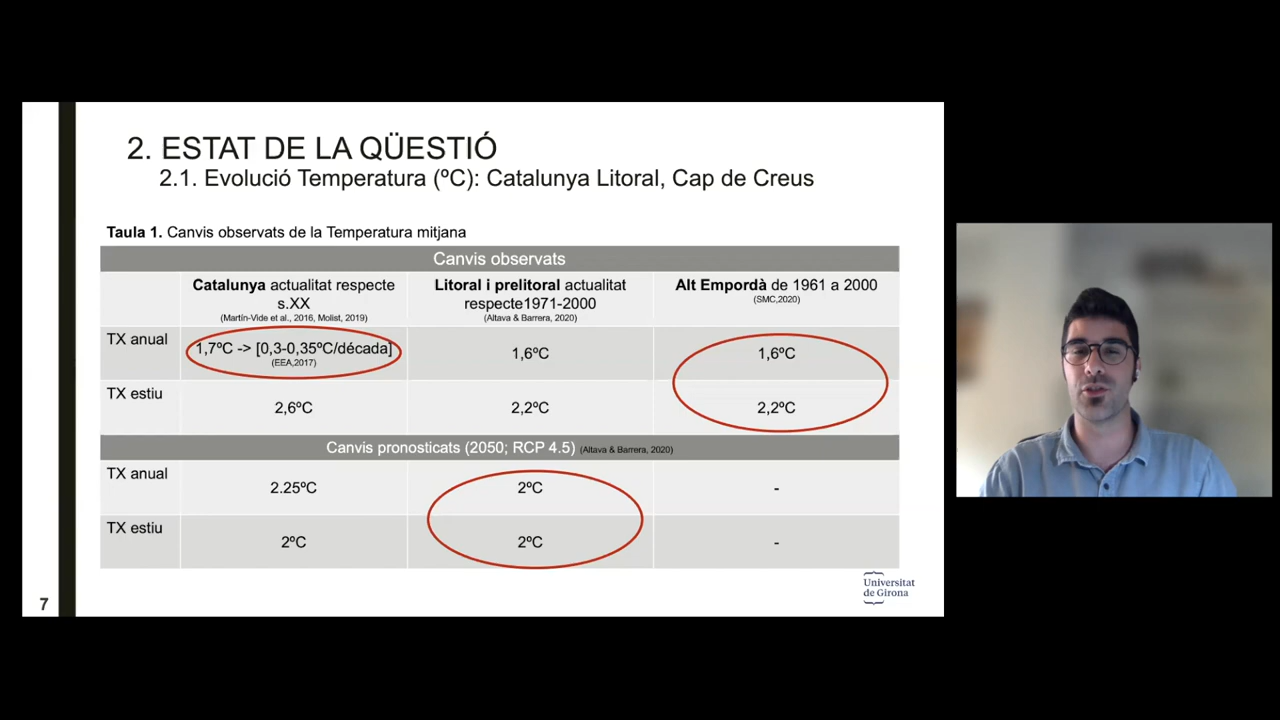 2. ESTAT DE LA QÜESTIÓ
2.1. Evolució Temperatura (ºC): Catalunya Litoral, Cap de Creus
Taula 1. Canvis observats de la Temperatura mitjana
Canvis observats
Catalunya actualitat respecte
s.XX
(Martín-Vide et al., 2016, Molist, 2019)
Litoral i prelitoral actualitat
respecte1971-2000
(Altava & Barrera, 2020)
Alt Empordà de 1961 a 2000
(SMC,2020)
TX anual
1,7ºC -> [0,3-0,35ºC/década]
(EEA,2017)
1,6ºC
1,6ºC
TX estiu
2,6ºC
2,2ºC
2,2ºC
Canvis pronosticats (2050; RCP 4.5) (Altava & Barrera, 2020)
TX anual
2.25ºC
2ºC
-
TX estiu
2ºC
2ºC
-
Universitat
de Girona
7